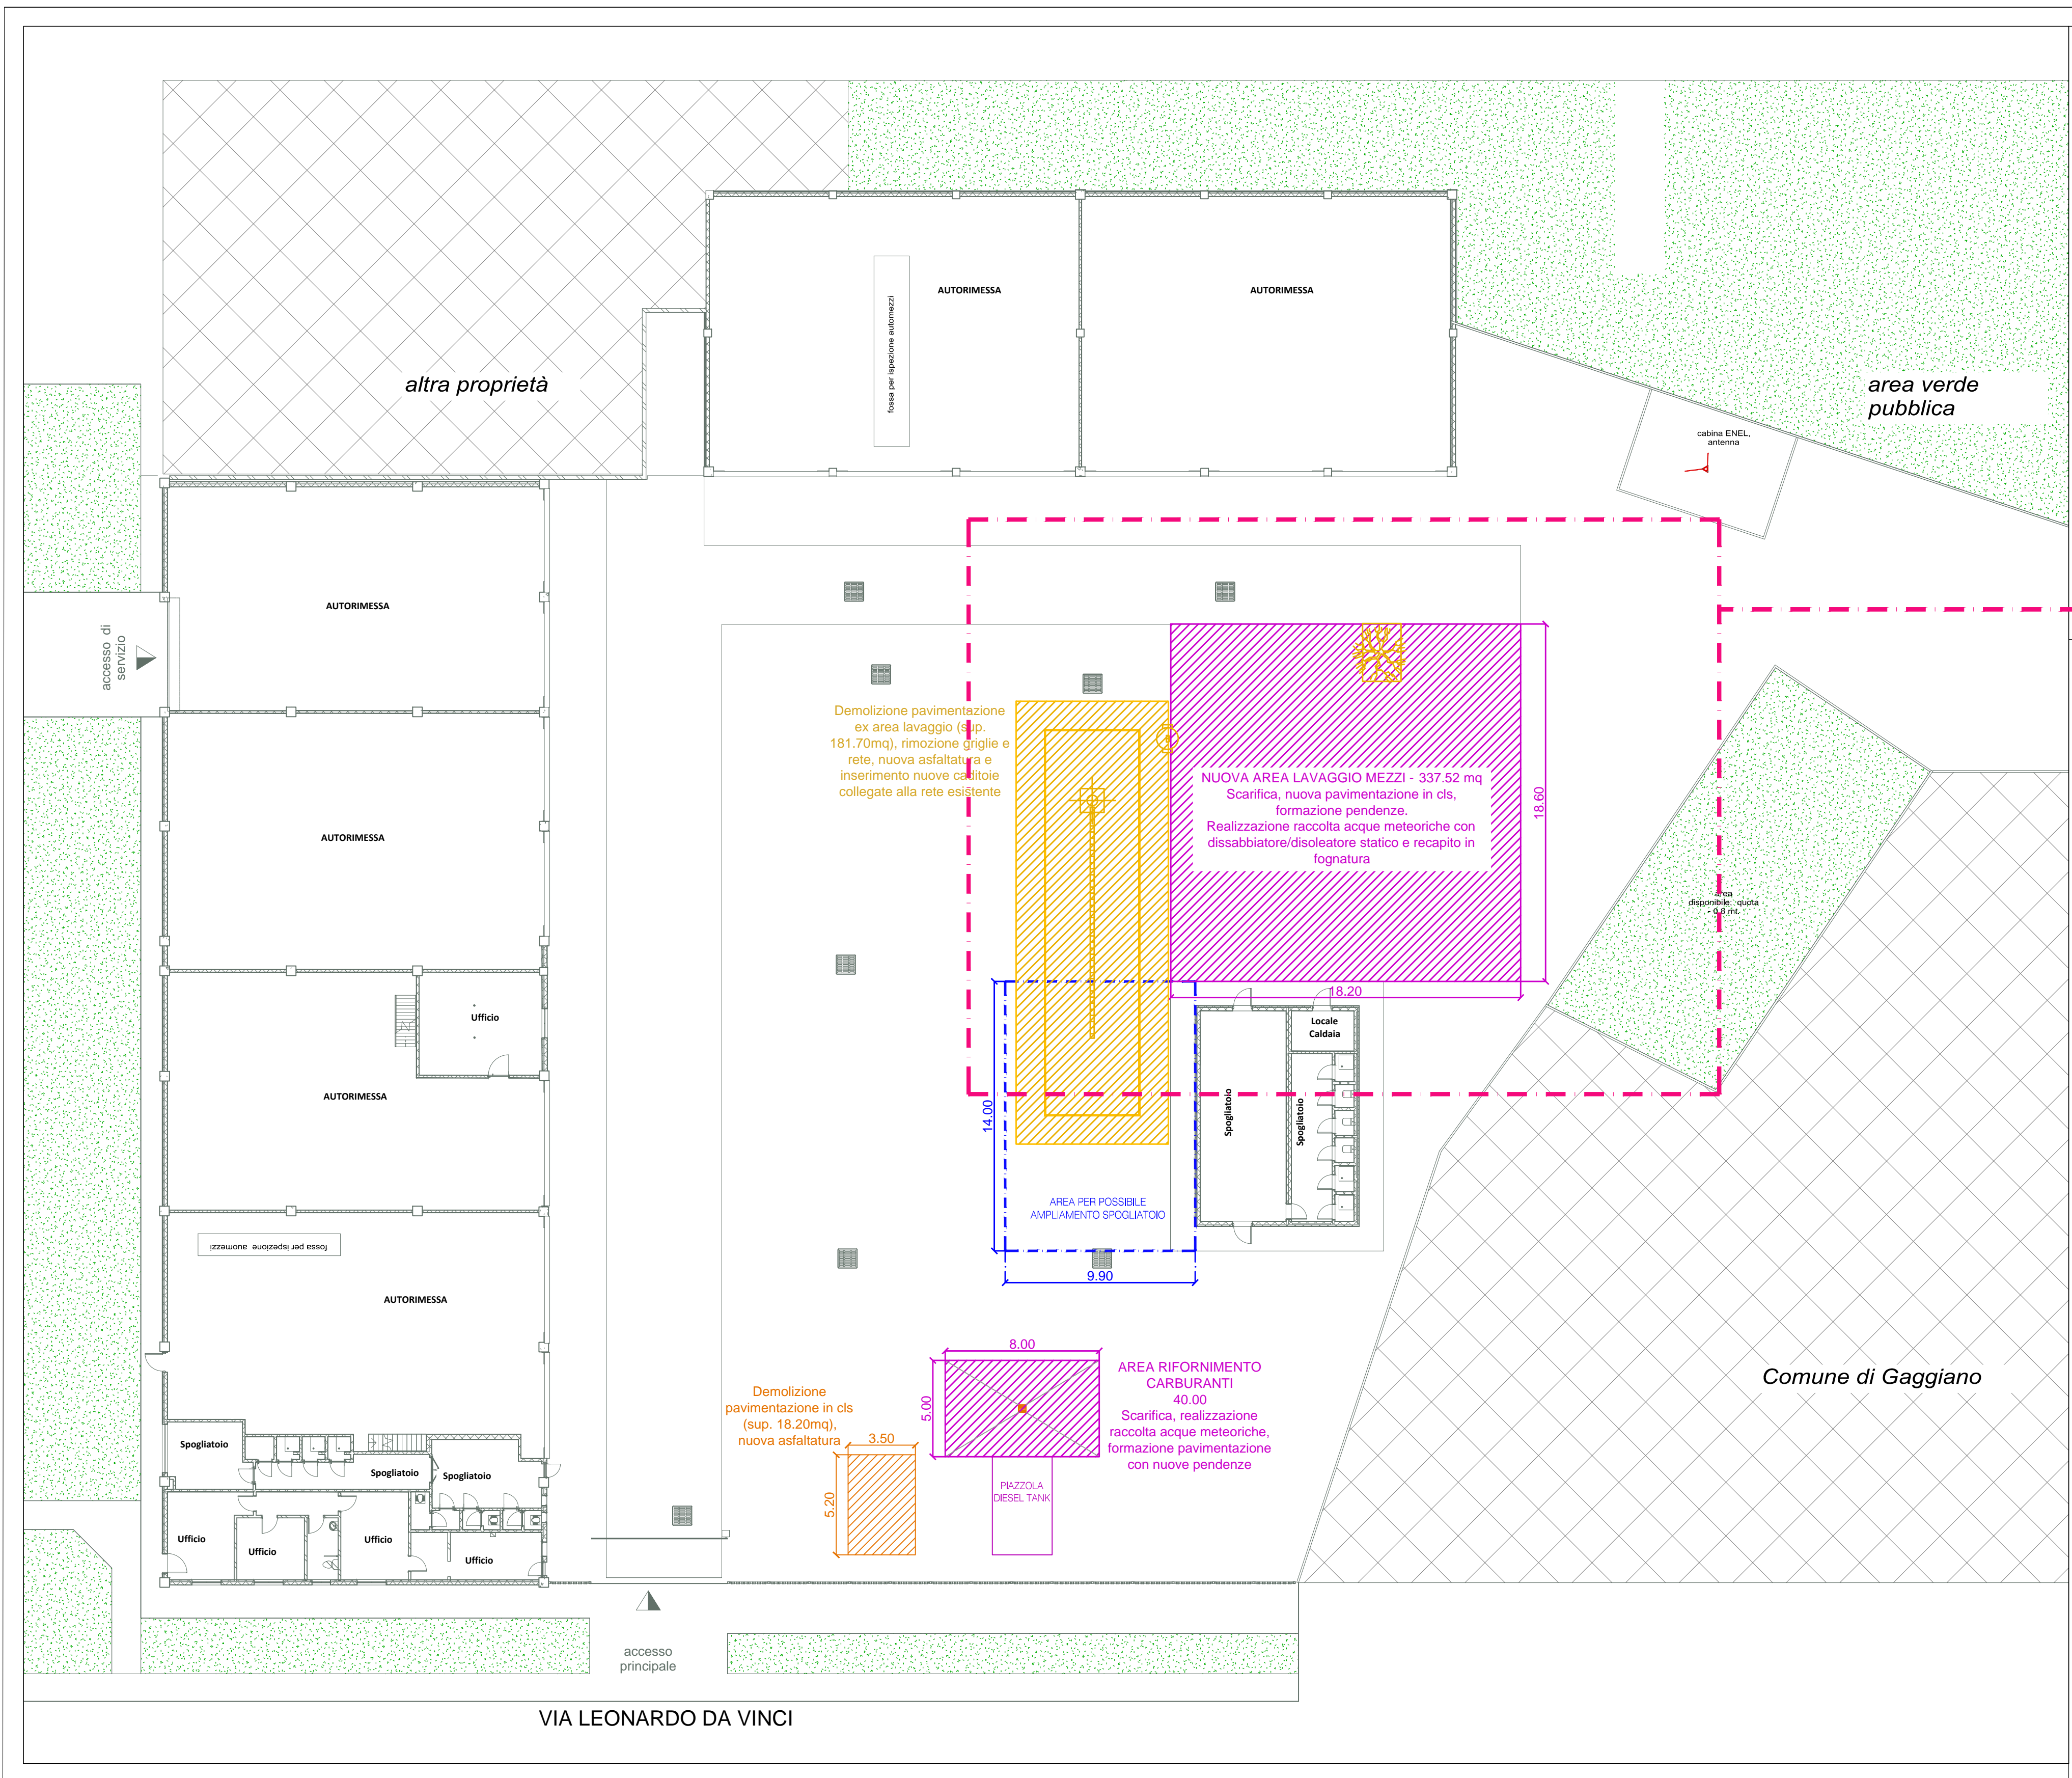 altra proprietà
AUTORIMESSA
fossa per ispezione automezzi
AUTORIMESSA
area verde
pubblica
cabina ENEL,
antenna
accesso di
servizio
AUTORIMESSA
AUTORIMESSA
AUTORIMESSA
Ufficio
fossa per ispezione automezzi
AUTORIMESSA
Demolizione pavimentazione
ex area lavaggio (sup.
181.70mq), rimozione griglie e
rete, nuova asfaltatura e
inserimento nuove caditoie
collegate alla rete esistente
NUOVA AREA LAVAGGIO MEZZI - 337.52 mq
Scarifica, nuova pavimentazione in cls,
formazione pendenze.
Realizzazione raccolta acque meteoriche con
dissabbiatore/disoleatore statico e recapito in
fognatura
18.60
18.20
area
disponibile: quota
- 0.8 mt.
Locale
Caldaia
Spogliatoio
Spogliatoio
14.00
AREA PER POSSIBILE
AMPLIAMENTO SPOGLIATOIO
9.90
8.00
5.00
AREA RIFORNIMENTO
CARBURANTI
40.00
Scarifica, realizzazione
raccolta acque meteoriche,
formazione pavimentazione
con nuove pendenze
Demolizione
pavimentazione in cls
(sup. 18.20mq),
nuova asfaltatura
3.50
5.20
PIAZZOLA
DIESEL TANK
Comune di Gaggiano
Spogliatoio
Spogliatoio
Spogliatoio
Ufficio
Ufficio
Ufficio
Ufficio
accesso
principale
VIA LEONARDO DA VINCI